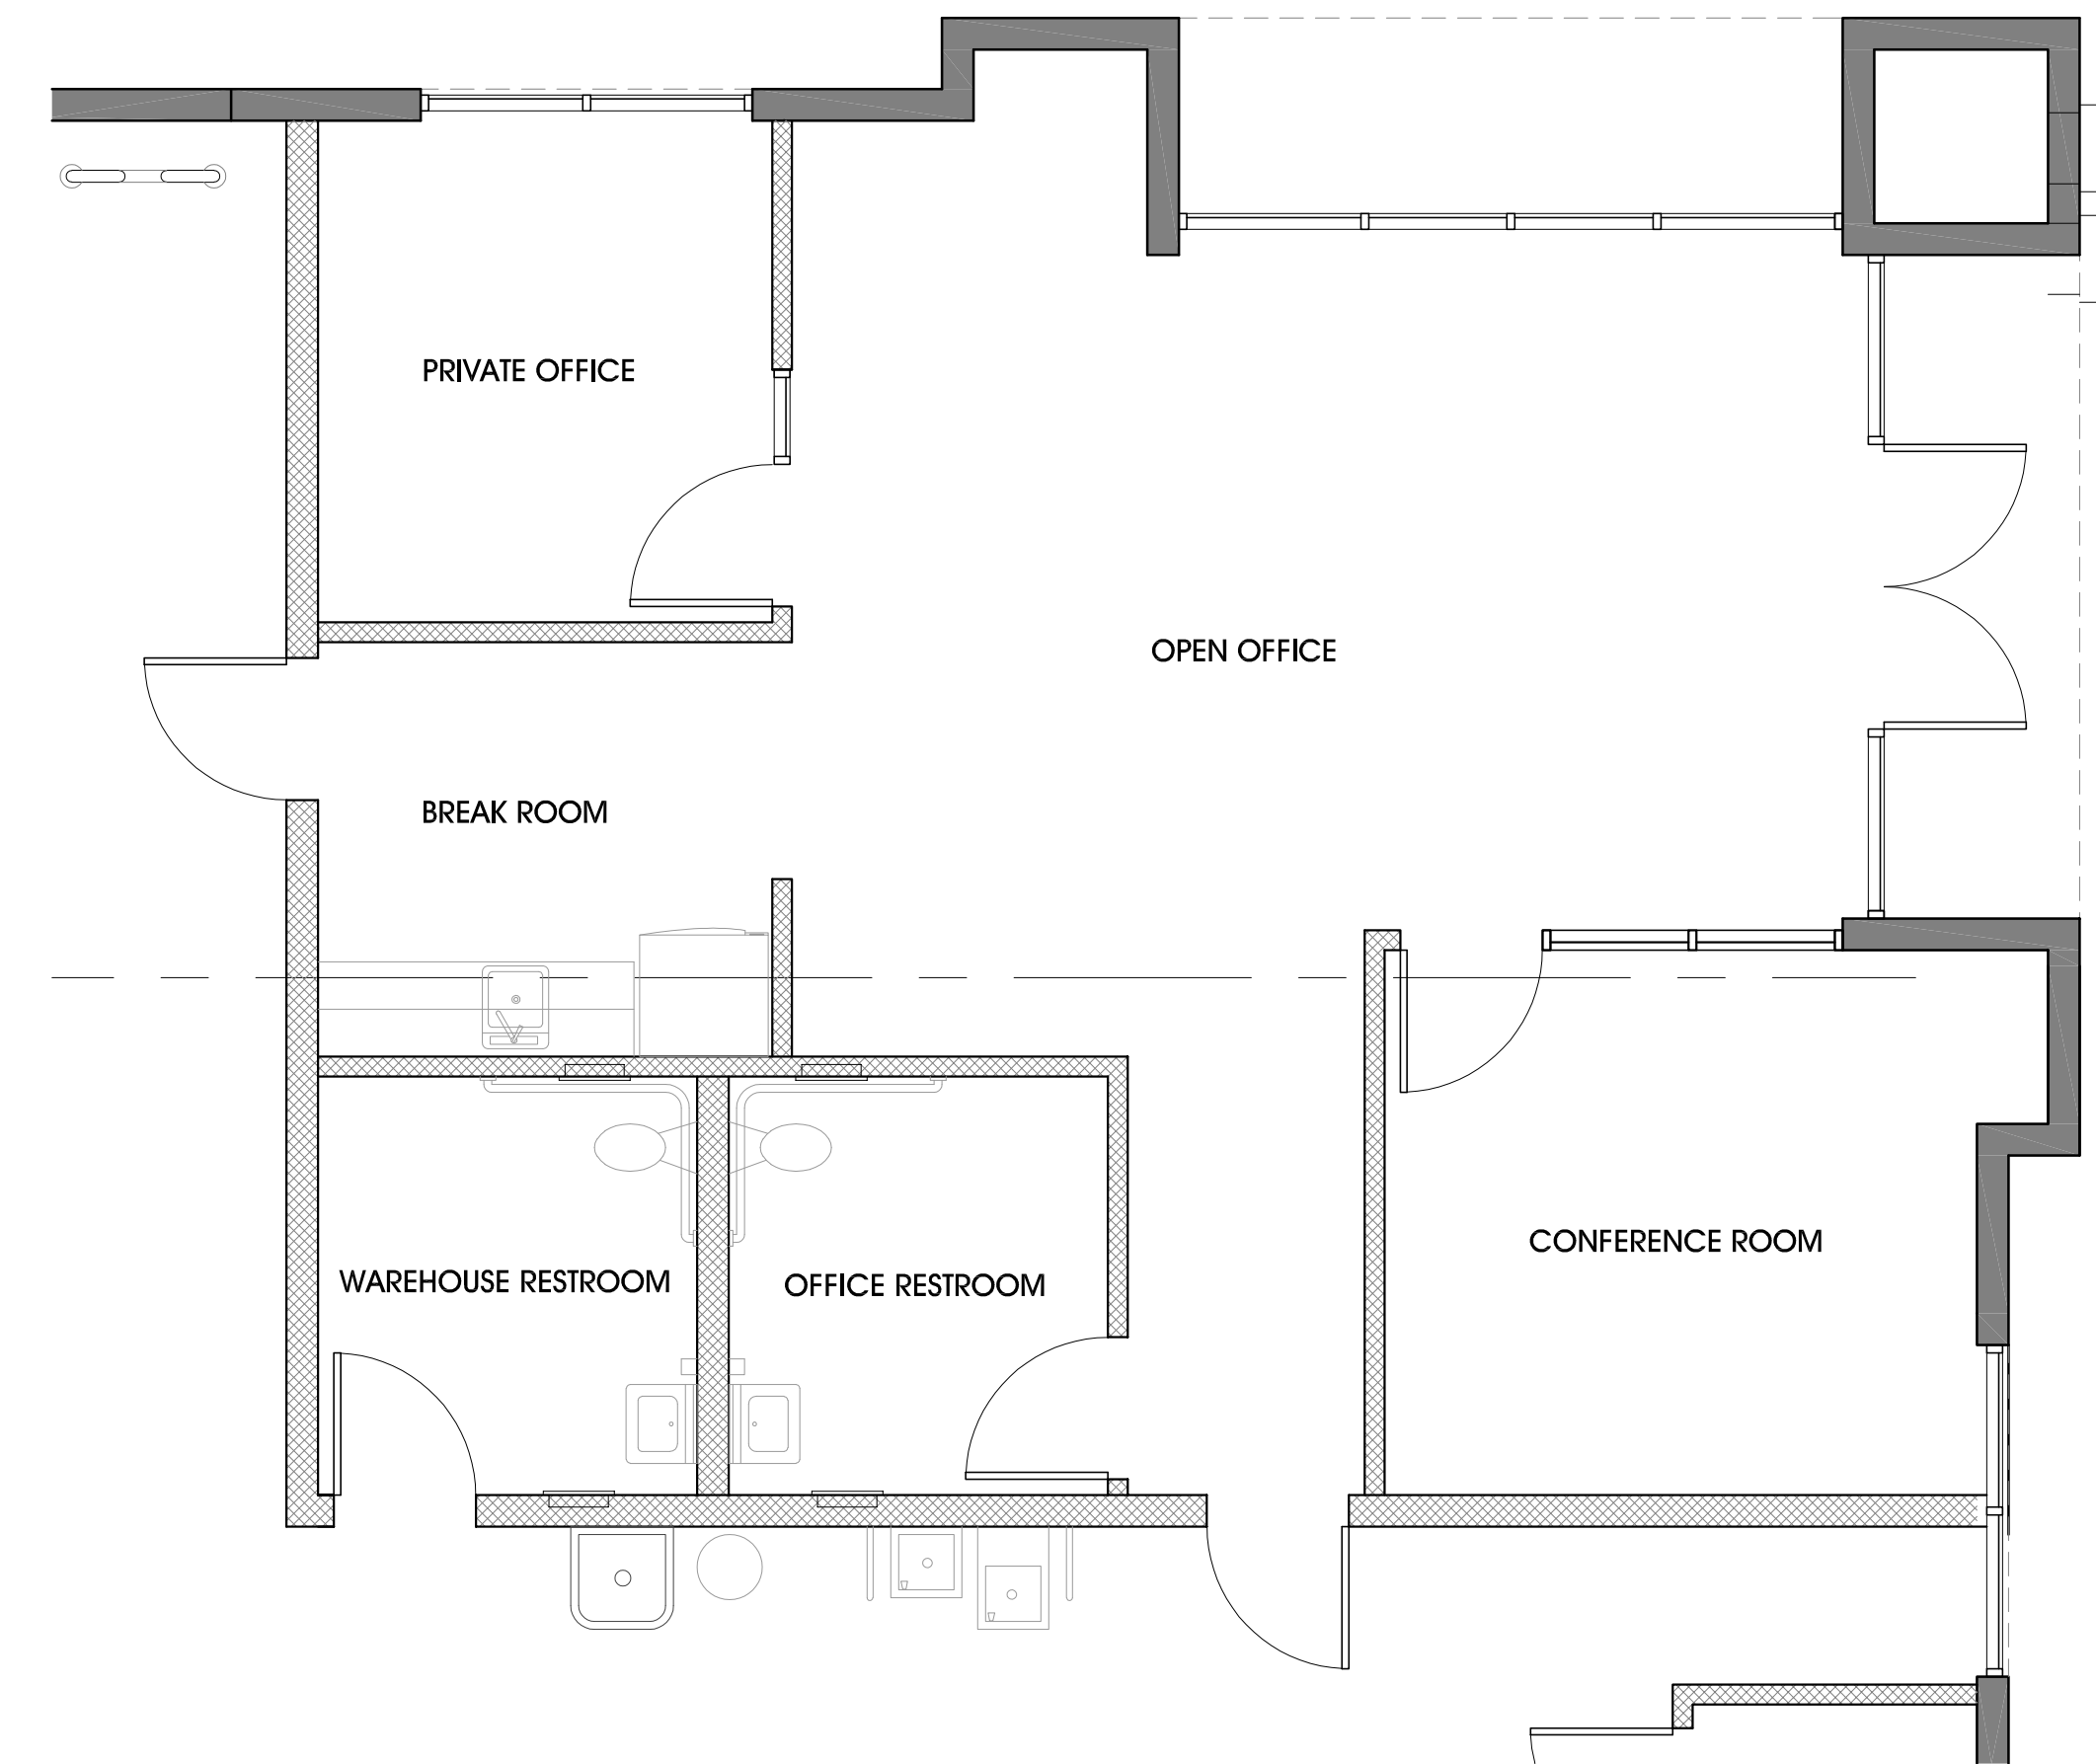 PRIVATE OFFICE
OPEN OFFICE
BREAK ROOM
CONFERENCE ROOM
WAREHOUSE RESTROOM
OFFICE RESTROOM